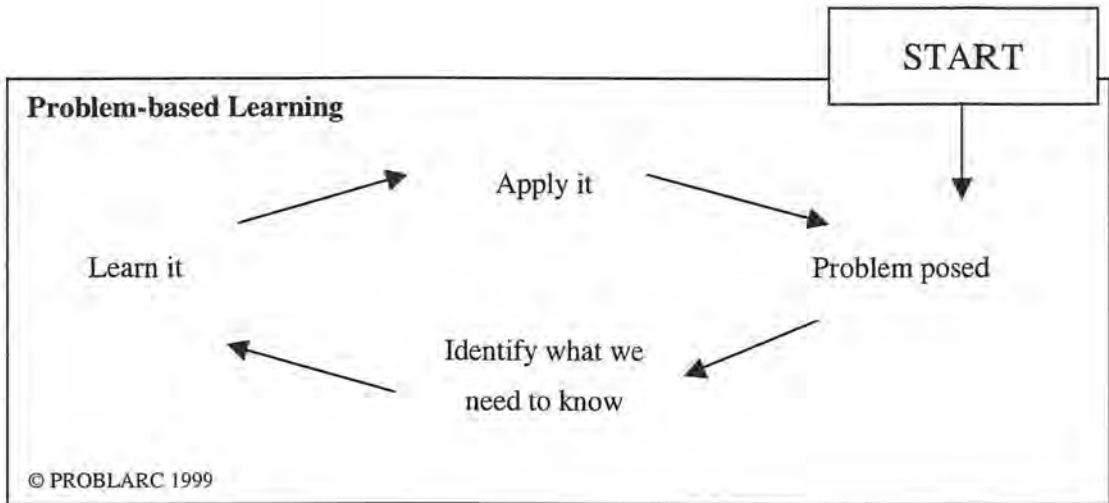 START
Problem-based Learning
Apply it
Learn it
Problem posed
Identify what we
need to know
© PROBLARC 1999